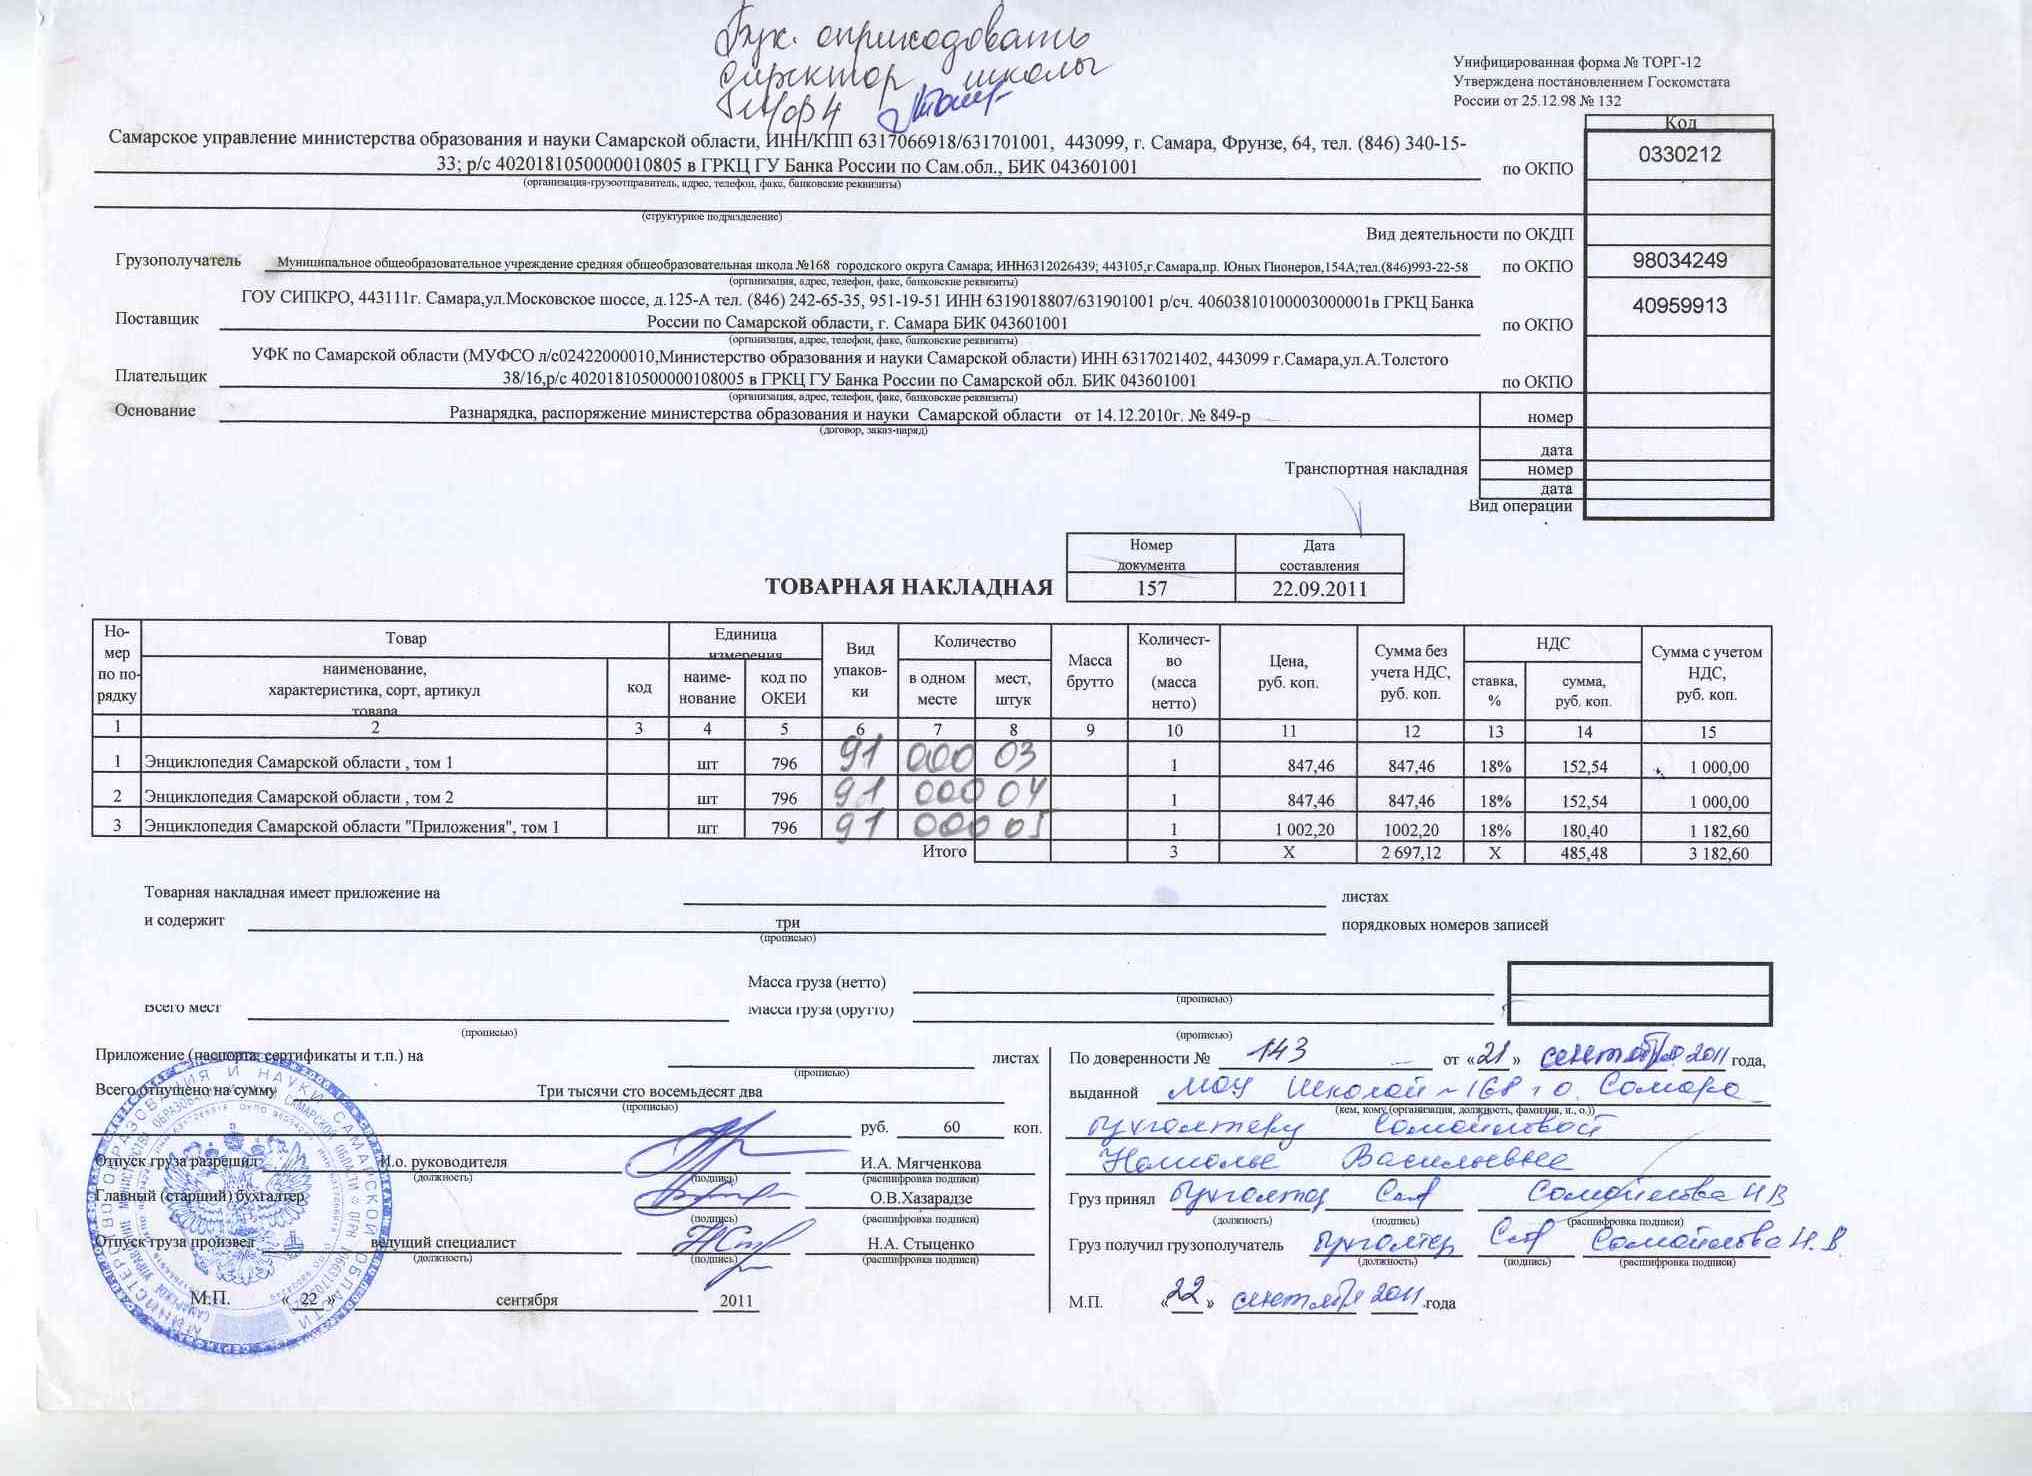 Бух. оприходовать
директор школы
Унифицированная форма № ТОРГ-12
Утверждена постановлением Госкомстата
России от 25.12.98 № 132
Код
Самарское управление министерства образования и науки Самарской области, ИНН/КПП 6317066918/631701001, 443099, г. Самара, Фрунзе, 64, тел. (846) 340-15-
33; р/с 4020181050000010805 в ГРКЦ ГУ Банка России по Сам.обл., БИК 043601001
по ОКПО 0330212
(организация-грузоотправитель, адрес, телефон, факс, банковские реквизиты)
(структурное подразделение)
Вид деятельности по ОКДП
Грузополучатель Муниципальное общеобразовательное учреждение средняя общеобразовательная школа №168 городского округа Самара; ИНН6312026439; 443105,г.Самара,пр. Юных Пионеров,154А;тел.(846)993-22-58 по ОКПО 98034249
(организация, адрес, телефон, факс, банковские реквизиты)
ГОУ СИПКРО, 443111г. Самара,ул.Московское шоссе, д.125-А тел. (846) 242-65-35, 951-19-51 ИНН 6319018807/631901001 р/сч. 40603810100003000001в ГРКЦ Банка
Поставщик России по Самарской области, г. Самара БИК 043601001 по ОКПО 40959913
(организация, адрес, телефон, факс, банковские реквизиты)
УФК по Самарской области (МУФСО л/с02422000010,Министерство образования и науки Самарской области) ИНН 6317021402, 443099 г.Самара,ул.А.Толстого
Плательщик 38/16,р/с 40201810500000108005 в ГРКЦ ГУ Банка России по Самарской обл. БИК 043601001 по ОКПО
(организация, адрес, телефон, факс, банковские реквизиты)
Основание Разнарядка, распоряжение министерства образования и науки Самарской области от 14.12.2010г. № 849-р номер
(договор, заказ-наряд)
дата
Транспортная накладная номер
дата
Вид операции
Номер документа Дата составления
ТОВАРНАЯ НАКЛАДНАЯ 157 22.09.2011
Но-мер по по-рядку Товар Единица измерения Вид упаков-ки Количество Масса брутто Количест-во (масса нетто) Цена, руб. коп. Сумма без учета НДС, руб. коп. НДС Сумма с учетом НДС, руб. коп.
наименование, характеристика, сорт, артикул товара код наиме-нование код по ОКЕИ в одном месте мест, штук ставка, % сумма, руб. коп.
1 2 3 4 5 6 7 8 9 10 11 12 13 14 15
1 Энциклопедия Самарской области , том 1 шт 796 91 000 03 1 847,46 847,46 18% 152,54 1 000,00
2 Энциклопедия Самарской области , том 2 шт 796 91 000 04 1 847,46 847,46 18% 152,54 1 000,00
3 Энциклопедия Самарской области "Приложения", том 1 шт 796 91 000 05 1 1 002,20 1002,20 18% 180,40 1 182,60
Итого 3 X 2 697,12 X 485,48 3 182,60
Товарная накладная имеет приложение на листах
и содержит три порядковых номеров записей
(прописью)
Масса груза (нетто)
(прописью)
Всего мест Масса груза (брутто)
(прописью) (прописью)
Приложение (паспорта, сертификаты и т.п.) на листах
(прописью)
Всего отпущено на сумму Три тысячи сто восемьдесят два
(прописью)
руб. 60 коп.
Отпуск груза разрешил И.о. руководителя И.А. Мягченкова
(должность) (подпись) (расшифровка подписи)
Главный (старший) бухгалтер О.В.Хазарадзе
(подпись) (расшифровка подписи)
Отпуск груза произвел ведущий специалист Н.А. Стыценко
(должность) (подпись) (расшифровка подписи)
М.П. « 22 » сентября 2011
По доверенности № 143 от «21» сентября 2011 года,
выданной МОУ Школой № 168 г.о. Самара
(кем, кому (организация, должность, фамилия, и., о.))
бухгалтеру Самойловой
Наталье Васильевне
Груз принял бухгалтер Сам Самойлова Н В
(должность) (подпись) (расшифровка подписи)
Груз получил грузополучатель бухгалтер Сам Самойлова Н. В.
(должность) (подпись) (расшифровка подписи)
М.П. «22» сентября 2011 года